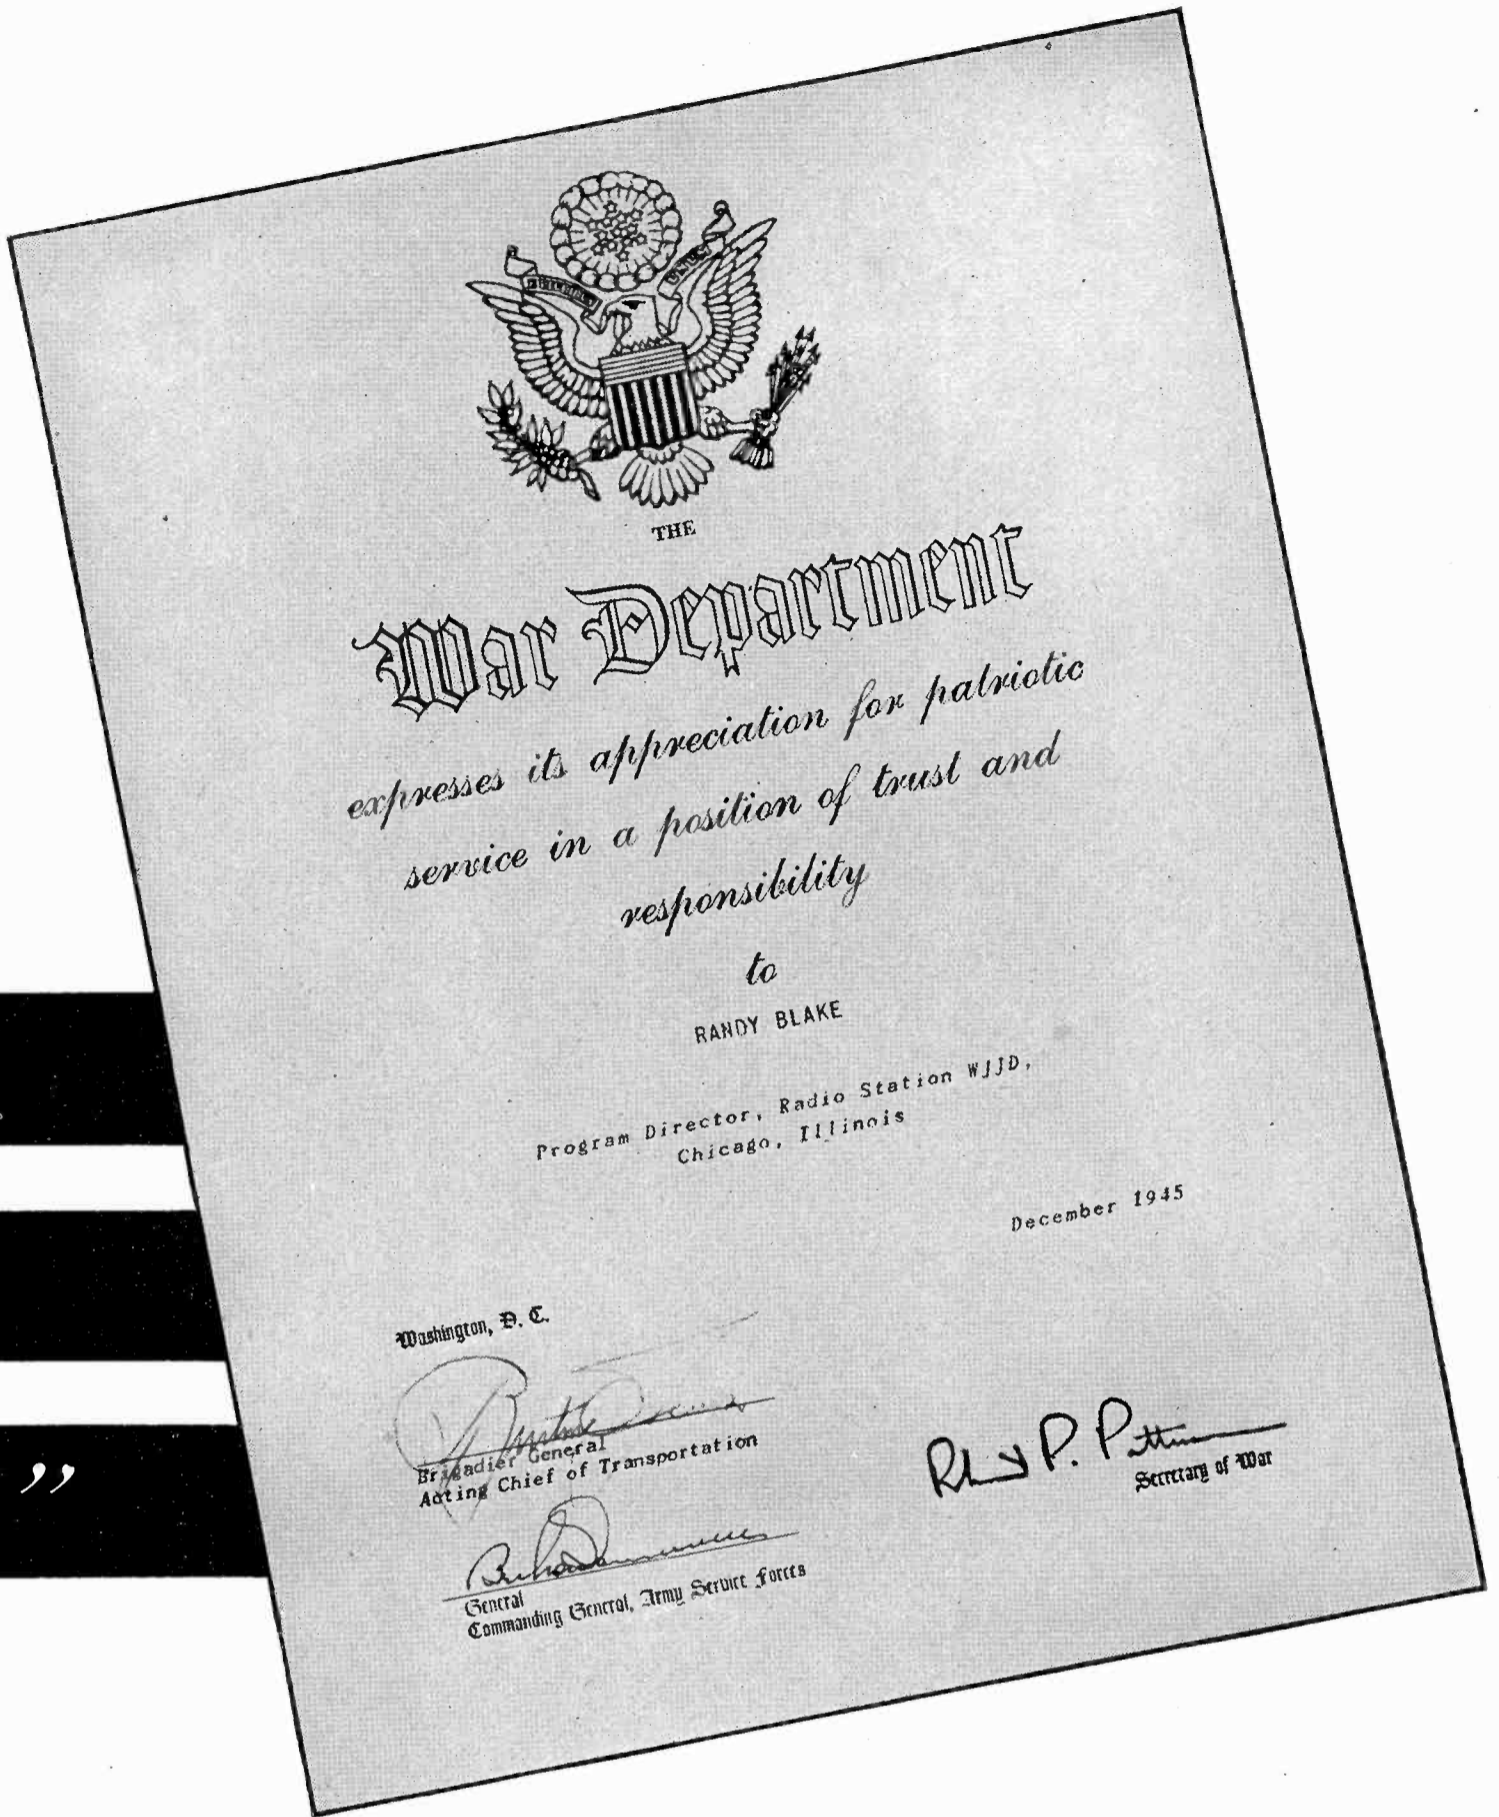 THE
War Department
expresses its appreciation for patriotic
service in a position of trust and
responsibility
to
RANDY BLAKE
Program Director, Radio Station WJJD,
Chicago, Illinois
December 1945
Washington, D. C.
Brigadier General
Acting Chief of Transportation
P.
Secretary of War
General
Commanding General, Army Service Forces
”